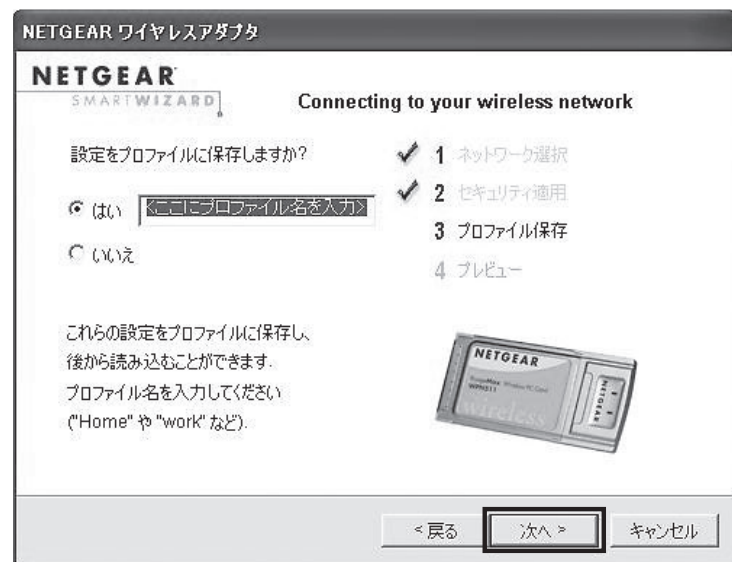 NETGEAR ワイヤレスアダプタ
NETGEAR
SMARTWIZARD
Connecting to your wireless network
設定をプロファイルに保存しますか?
はい <ここにプロファイル名を入力>
いいえ
1 ネットワーク選択
2 セキュリティ適用
3 プロファイル保存
4 プレビュー
これらの設定をプロファイルに保存し、
後から読み込むことができます.
プロファイル名を入力してください
("Home" や "work" など).
NETGEAR
Wireless PC Card
wireless
NETGEAR
<戻る
次へ >
キャンセル